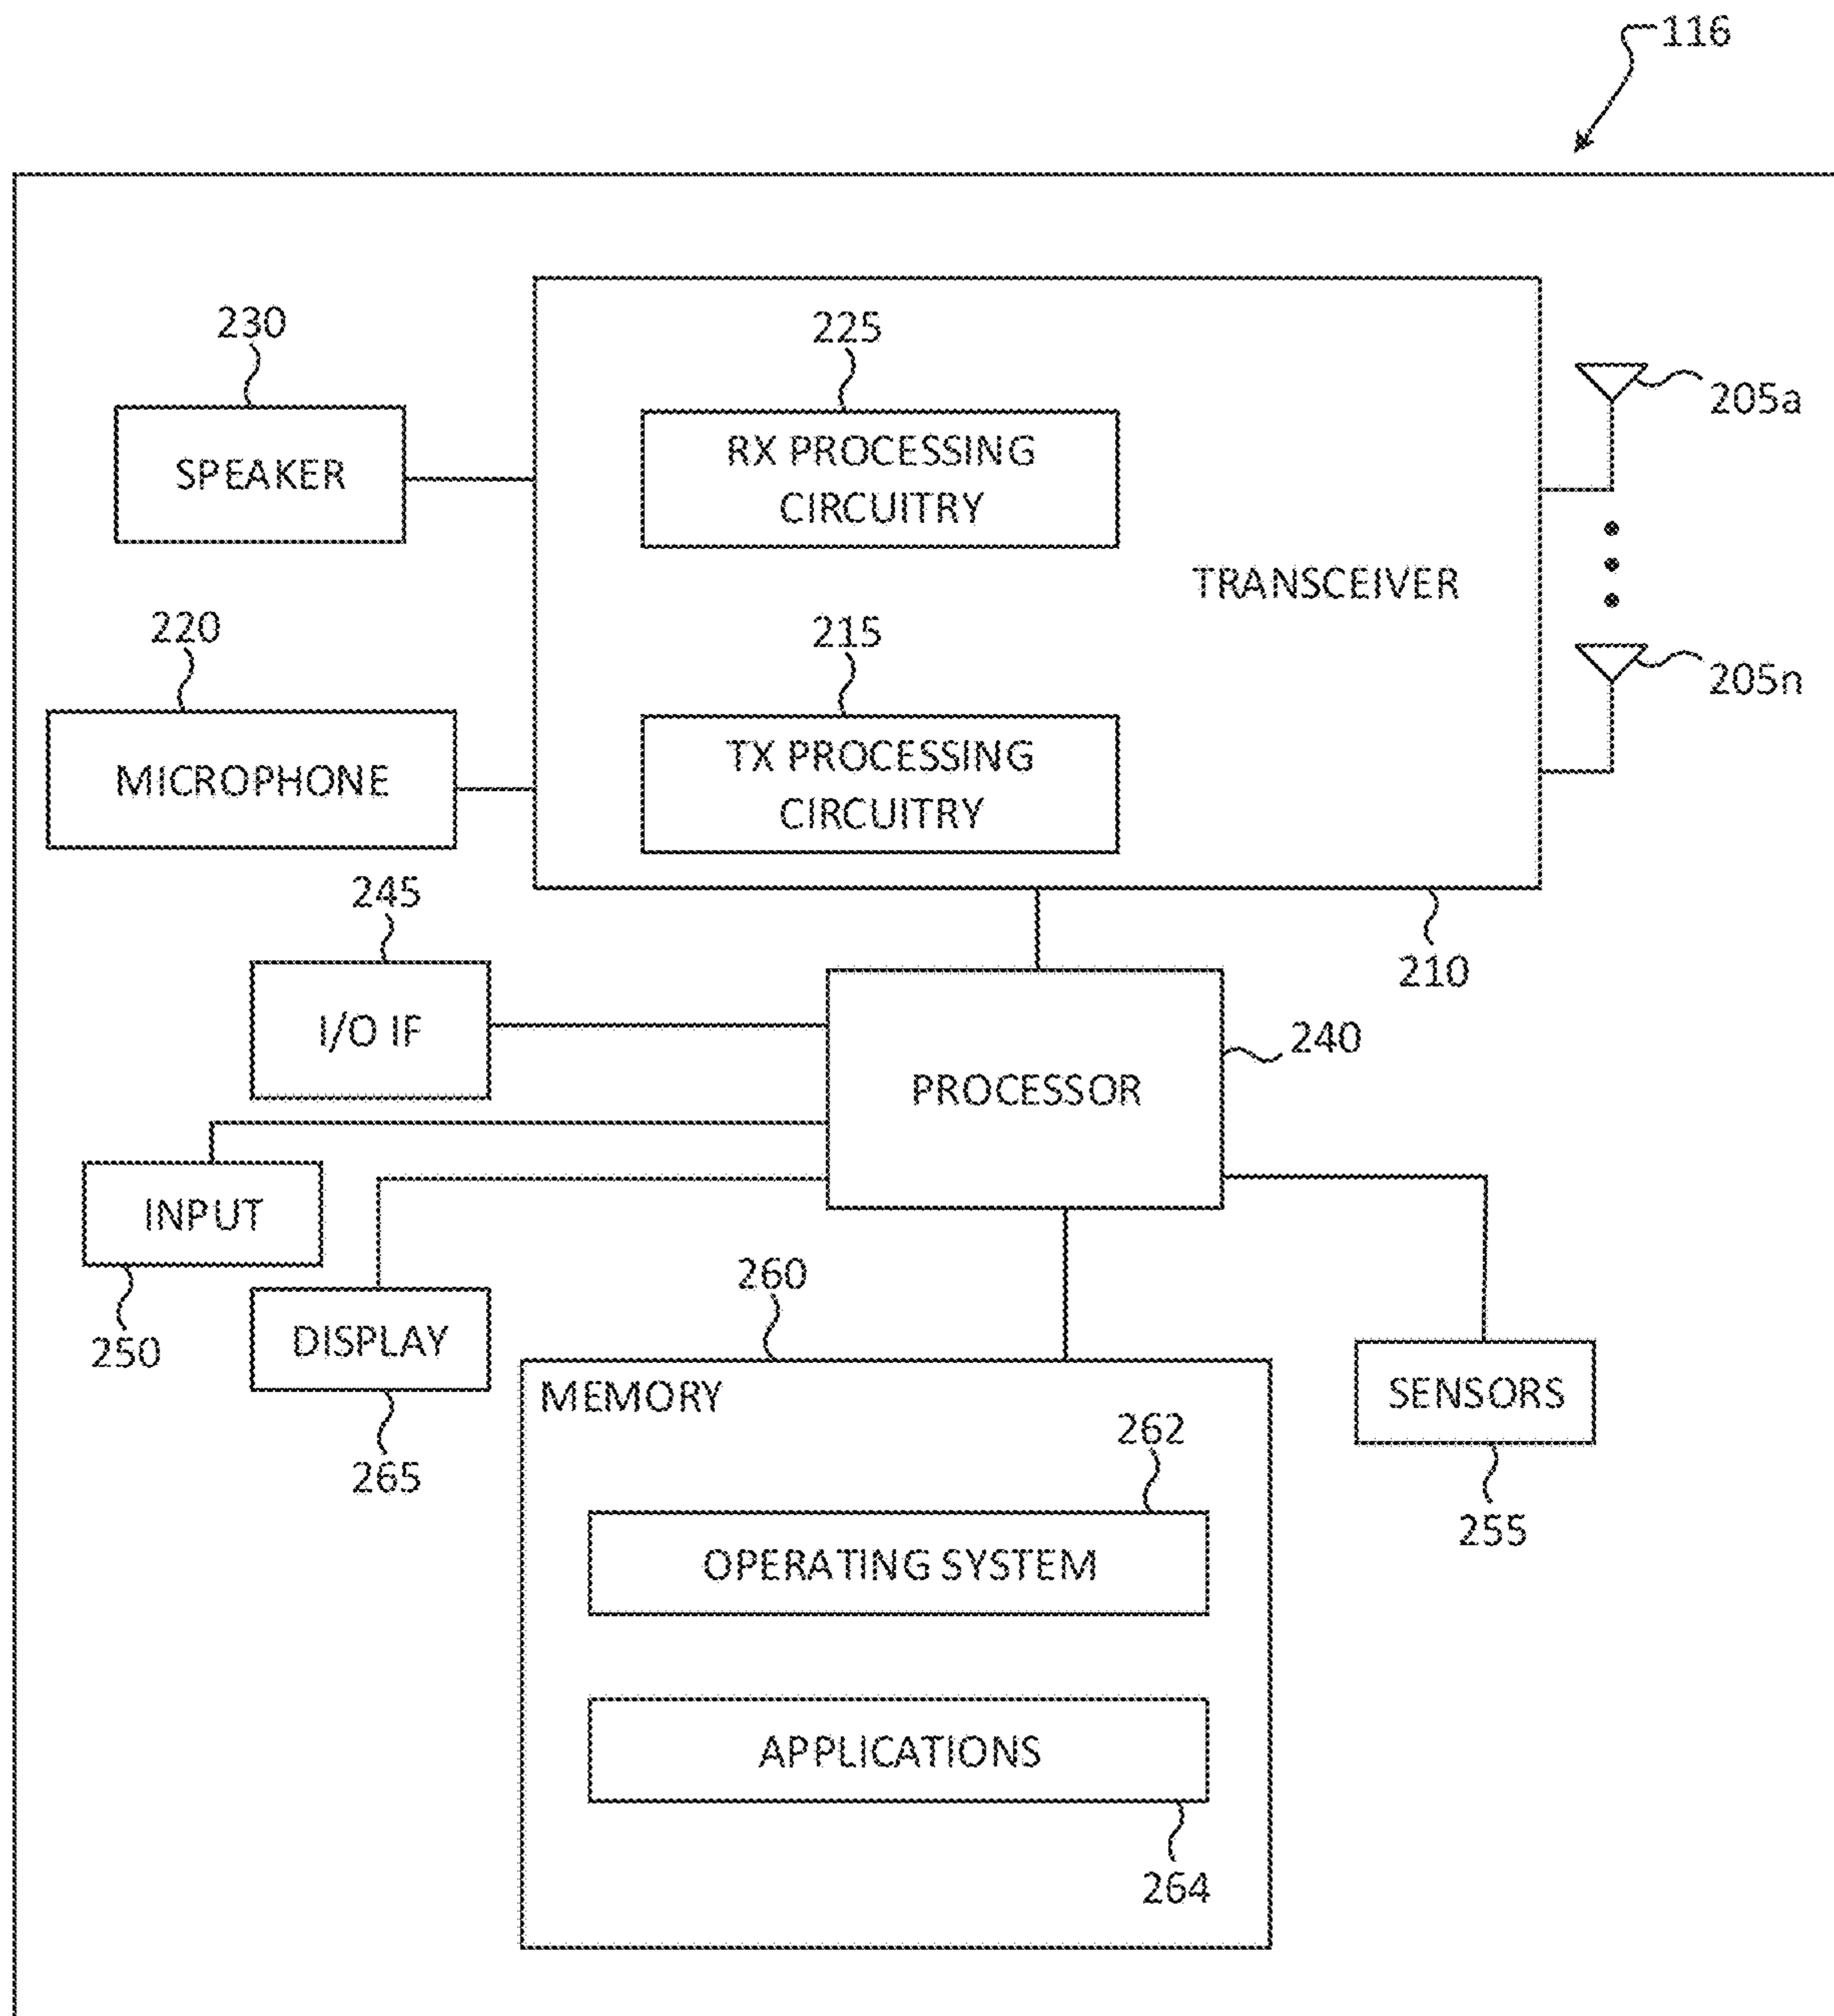 116
230
225
205a
SPEAKER
RX PROCESSING
CIRCUITRY
TRANSCEIVER
220
215
205n
MICROPHONE
TX PROCESSING
CIRCUITRY
245
210
I/O IF
240
PROCESSOR
INPUT
250
260
DISPLAY
265
MEMORY
SENSORS
255
262
OPERATING SYSTEM
APPLICATIONS
264